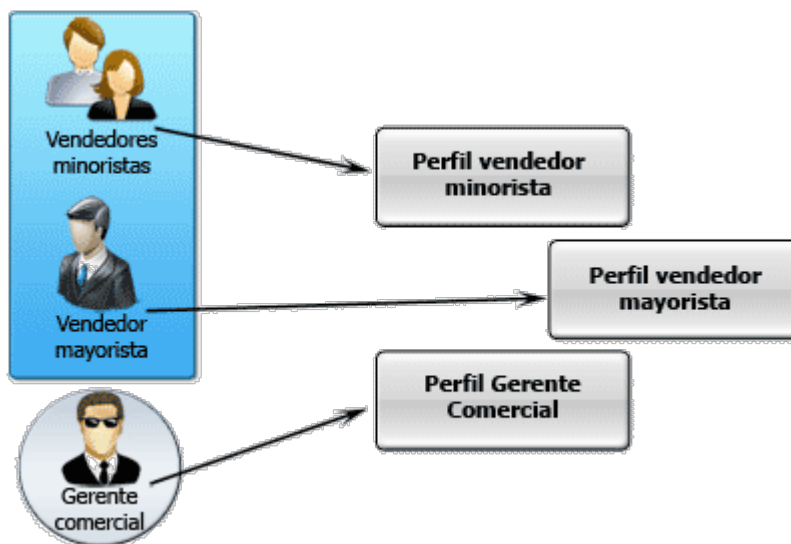 Vendedores
minoristas
Perfil vendedor
minorista
Vendedor
mayorista
Perfil vendedor
mayorista
Perfil Gerente
Comercial
Gerente
comercial